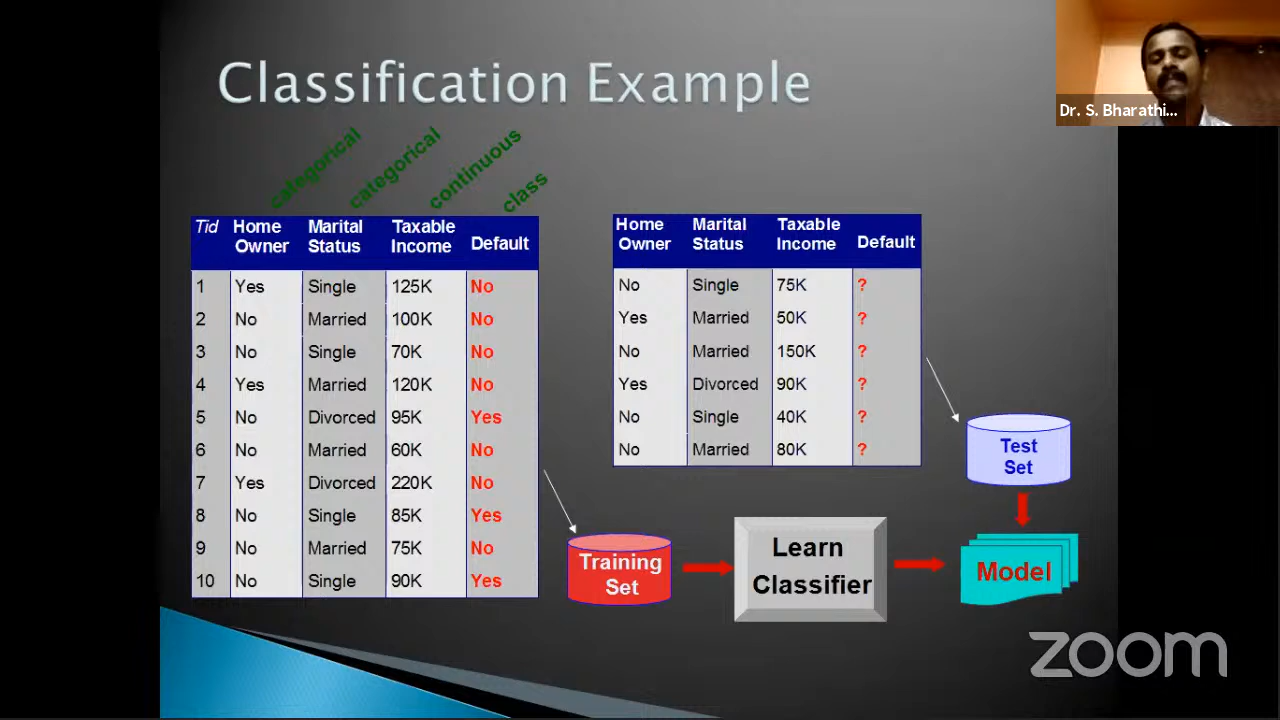 Classification Example
Dr. S. Bharathi...
categorical
categorical
continuous
class
Tid Home Owner Marital Status Taxable Income Default
1 Yes Single 125K No
2 No Married 100K No
3 No Single 70K No
4 Yes Married 120K No
5 No Divorced 95K Yes
6 No Married 60K No
7 Yes Divorced 220K No
8 No Single 85K Yes
9 No Married 75K No
10 No Single 90K Yes
Home Owner Marital Status Taxable Income Default
No Single 75K ?
Yes Married 50K ?
No Married 150K ?
Yes Divorced 90K ?
No Single 40K ?
No Married 80K ?
Test
Set
Training
Set
Learn
Classifier
Model
zoom